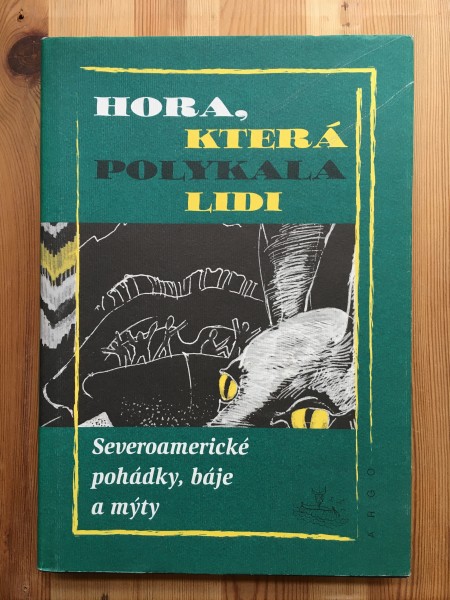 HORA,
KTERÁ
POLYKALA
LIDI
Severoamerické
pohádky, báje
a mýty
ARGO